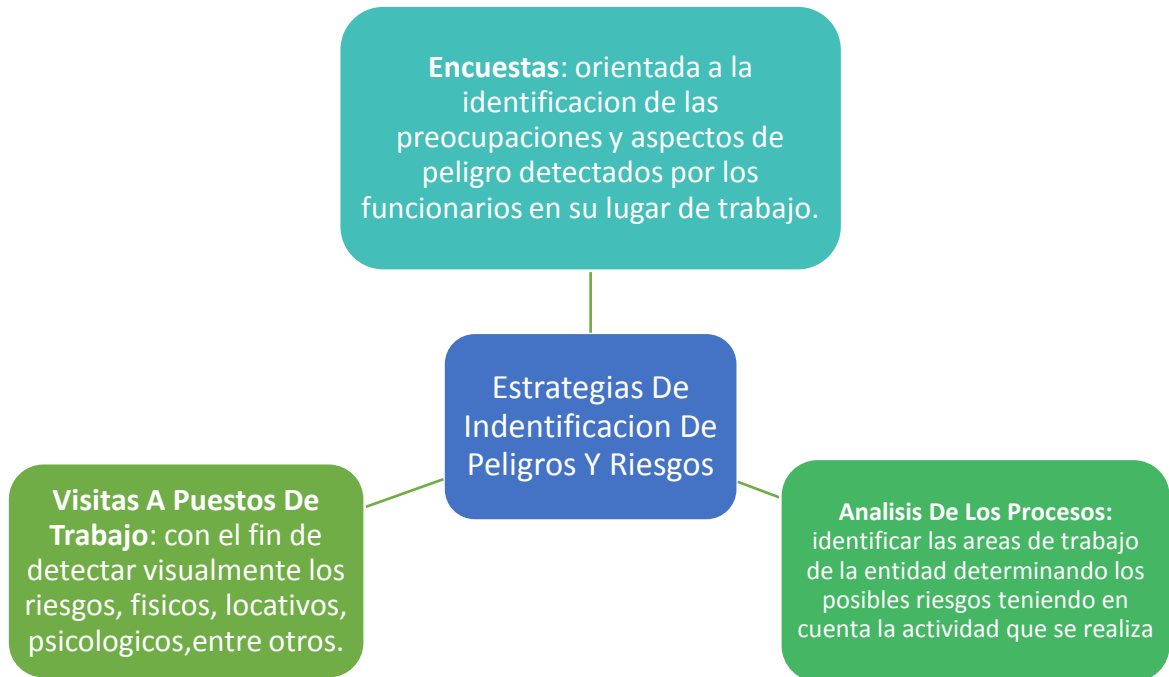 Encuestas: orientada a la
identificacion de las
preocupaciones y aspectos de
peligro detectados por los
funcionarios en su lugar de trabajo.
Estrategias De
Indentificacion De
Peligros Y Riesgos
Visitas A Puestos De
Trabajo: con el fin de
detectar visualmente los
riesgos, fisicos, locativos,
psicologicos,entre otros.
Analisis De Los Procesos:
identificar las areas de trabajo
de la entidad determinando los
posibles riesgos teniendo en
cuenta la actividad que se realiza